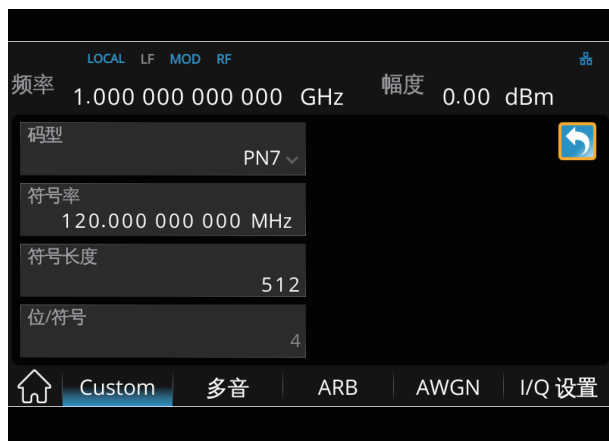 LOCAL LF MOD RF
频率 1.000 000 000 000 GHz 幅度 0.00 dBm
码型
PN7
符号率
120.000 000 000 MHz
符号长度
512
位/符号
4
Custom 多音 ARB AWGN I/Q 设置